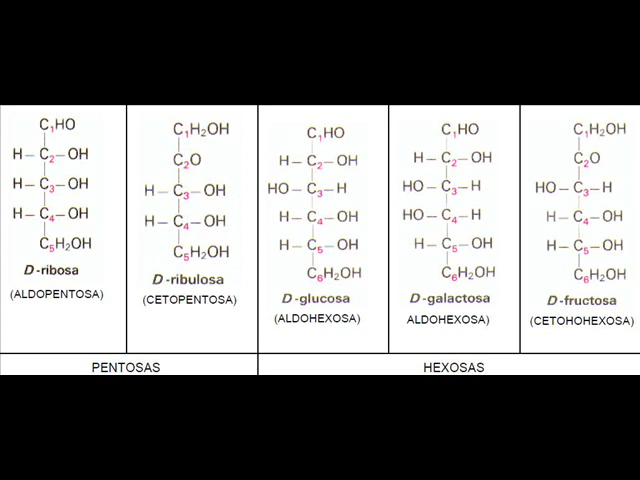 C1HO
H – C2 – OH
H – C3 – OH
H – C4 – OH
C5H2OH
D-ribosa
(ALDOPENTOSA)
C1H2OH
C2O
H – C3 – OH
H – C4 – OH
C5H2OH
D-ribulosa
(CETOPENTOSA)
C1HO
H – C2 – OH
HO – C3 – H
H – C4 – OH
H – C5 – OH
C6H2OH
D-glucosa
(ALDOHEXOSA)
C1HO
H – C2 – OH
HO – C3 – H
HO – C4 – H
H – C5 – OH
C6H2OH
D-galactosa
ALDOHEXOSA)
C1H2OH
C2O
HO – C3 – H
H – C4 – OH
H – C5 – OH
C6H2OH
D-fructosa
(CETOHOHEXOSA)
PENTOSAS
HEXOSAS